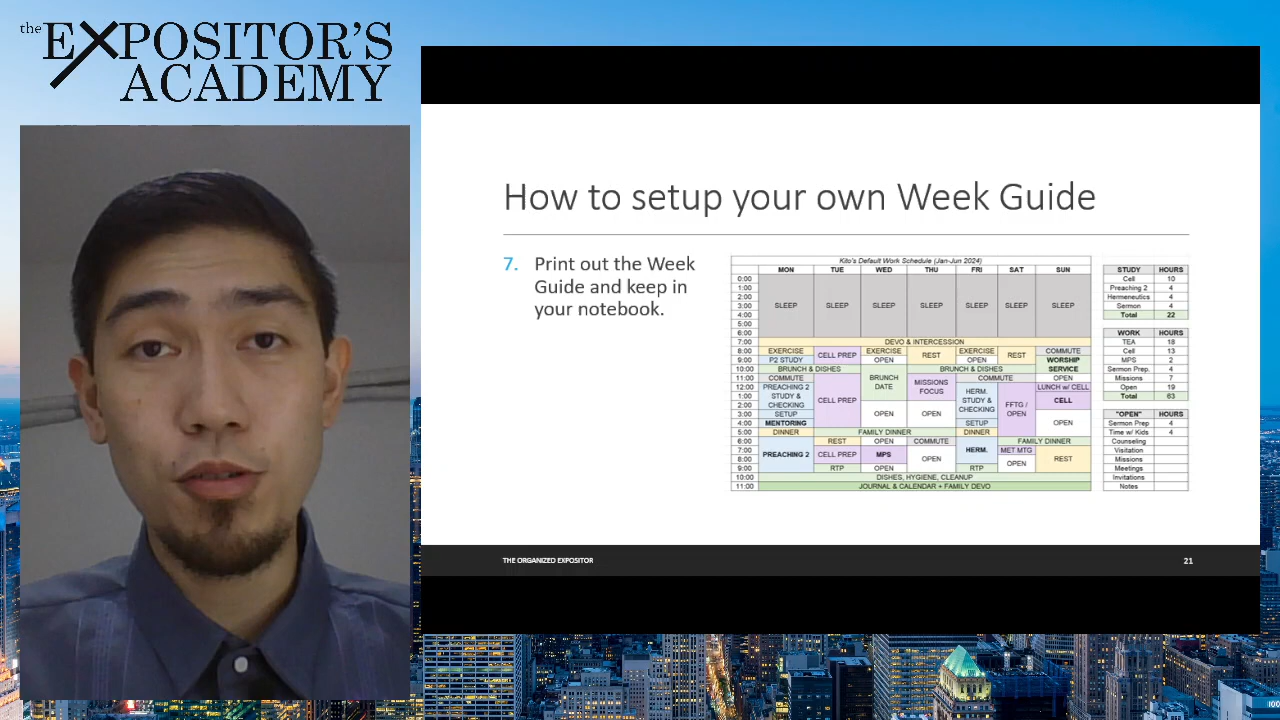 the EXPOSITOR'S
ACADEMY
How to setup your own Week Guide
7. Print out the Week
Guide and keep in
your notebook.
Kito's Default Work Schedule (Jan-Jun 2024)
MON TUE WED THU FRI SAT SUN
0:00
1:00
2:00
3:00 SLEEP SLEEP SLEEP SLEEP SLEEP SLEEP SLEEP
4:00
5:00
6:00
7:00 DEVO & INTERCESSION
8:00 EXERCISE CELL PREP EXERCISE REST EXERCISE REST COMMUTE
9:00 P2 STUDY OPEN OPEN WORSHIP SERVICE
10:00 BRUNCH & DISHES BRUNCH DATE BRUNCH & DISHES
11:00 COMMUTE CELL PREP MISSIONS FOCUS COMMUTE OPEN
12:00 PREACHING 2 STUDY & CHECKING HERM. STUDY & CHECKING FFTG / OPEN LUNCH w/ CELL
1:00 CELL
2:00
3:00 SETUP OPEN OPEN OPEN
4:00 MENTORING SETUP
5:00 DINNER FAMILY DINNER DINNER
6:00 PREACHING 2 REST OPEN COMMUTE HERM. FAMILY DINNER
7:00 CELL PREP MPS OPEN MET MTG REST
8:00 OPEN
9:00 RTP OPEN RTP
10:00 DISHES, HYGIENE, CLEANUP
11:00 JOURNAL & CALENDAR + FAMILY DEVO
STUDY HOURS
Cell 10
Preaching 2 4
Hermeneutics 4
Sermon 4
Total 22
WORK HOURS
TEA 18
Cell 13
MPS 2
Sermon Prep. 4
Missions 7
Open 19
Total 63
"OPEN" HOURS
Sermon Prep 4
Time w/ Kids 4
Counseling
Visitation
Missions
Meetings
Invitations
Notes
THE ORGANIZED EXPOSITOR
21